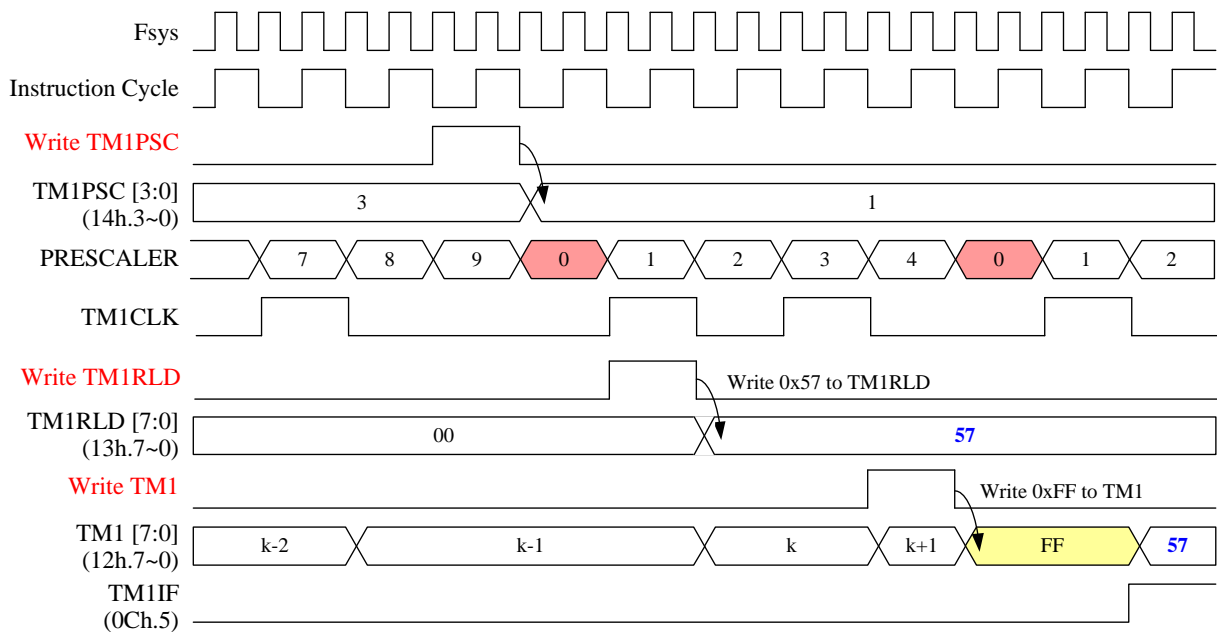 Fsys
Instruction Cycle
Write TM1PSC
TM1PSC [3:0]
(14h.3~0)
3 1
PRESCALER
7 8 9 0 1 2 3 4 0 1 2
TM1CLK
Write TM1RLD
Write 0x57 to TM1RLD
TM1RLD [7:0]
(13h.7~0)
00 57
Write TM1
Write 0xFF to TM1
TM1 [7:0]
(12h.7~0)
k-2 k-1 k k+1 FF 57
TM1IF
(0Ch.5)